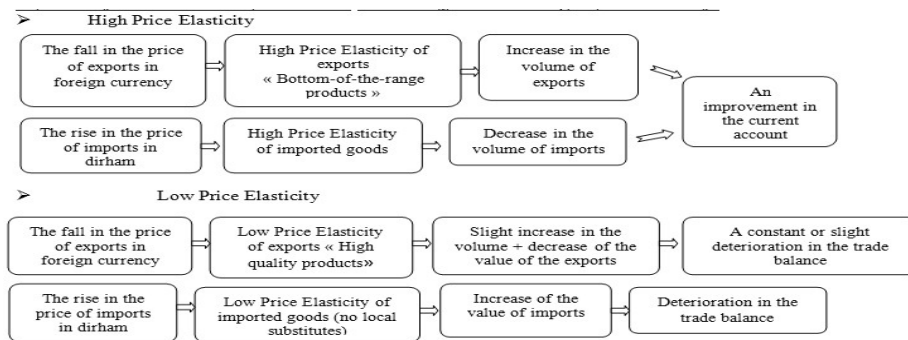 ➢ High Price Elasticity
The fall in the price
of exports in
foreign currency
High Price Elasticity of
exports
« Bottom-of-the-range
products »
Increase in the
volume of
exports
An
improvement in
the current
account
The rise in the price
of imports in
dirham
High Price Elasticity
of imported goods
Decrease in the
volume of imports
➢ Low Price Elasticity
The fall in the price
of exports in
foreign currency
Low Price Elasticity
of exports « High
quality products»
Slight increase in the
volume + decrease of the
value of the exports
A constant or slight
deterioration in the trade
balance
The rise in the
price of imports
in dirham
Low Price Elasticity of
imported goods (no local
substitutes)
Increase of the
value of imports
Deterioration in the
trade balance